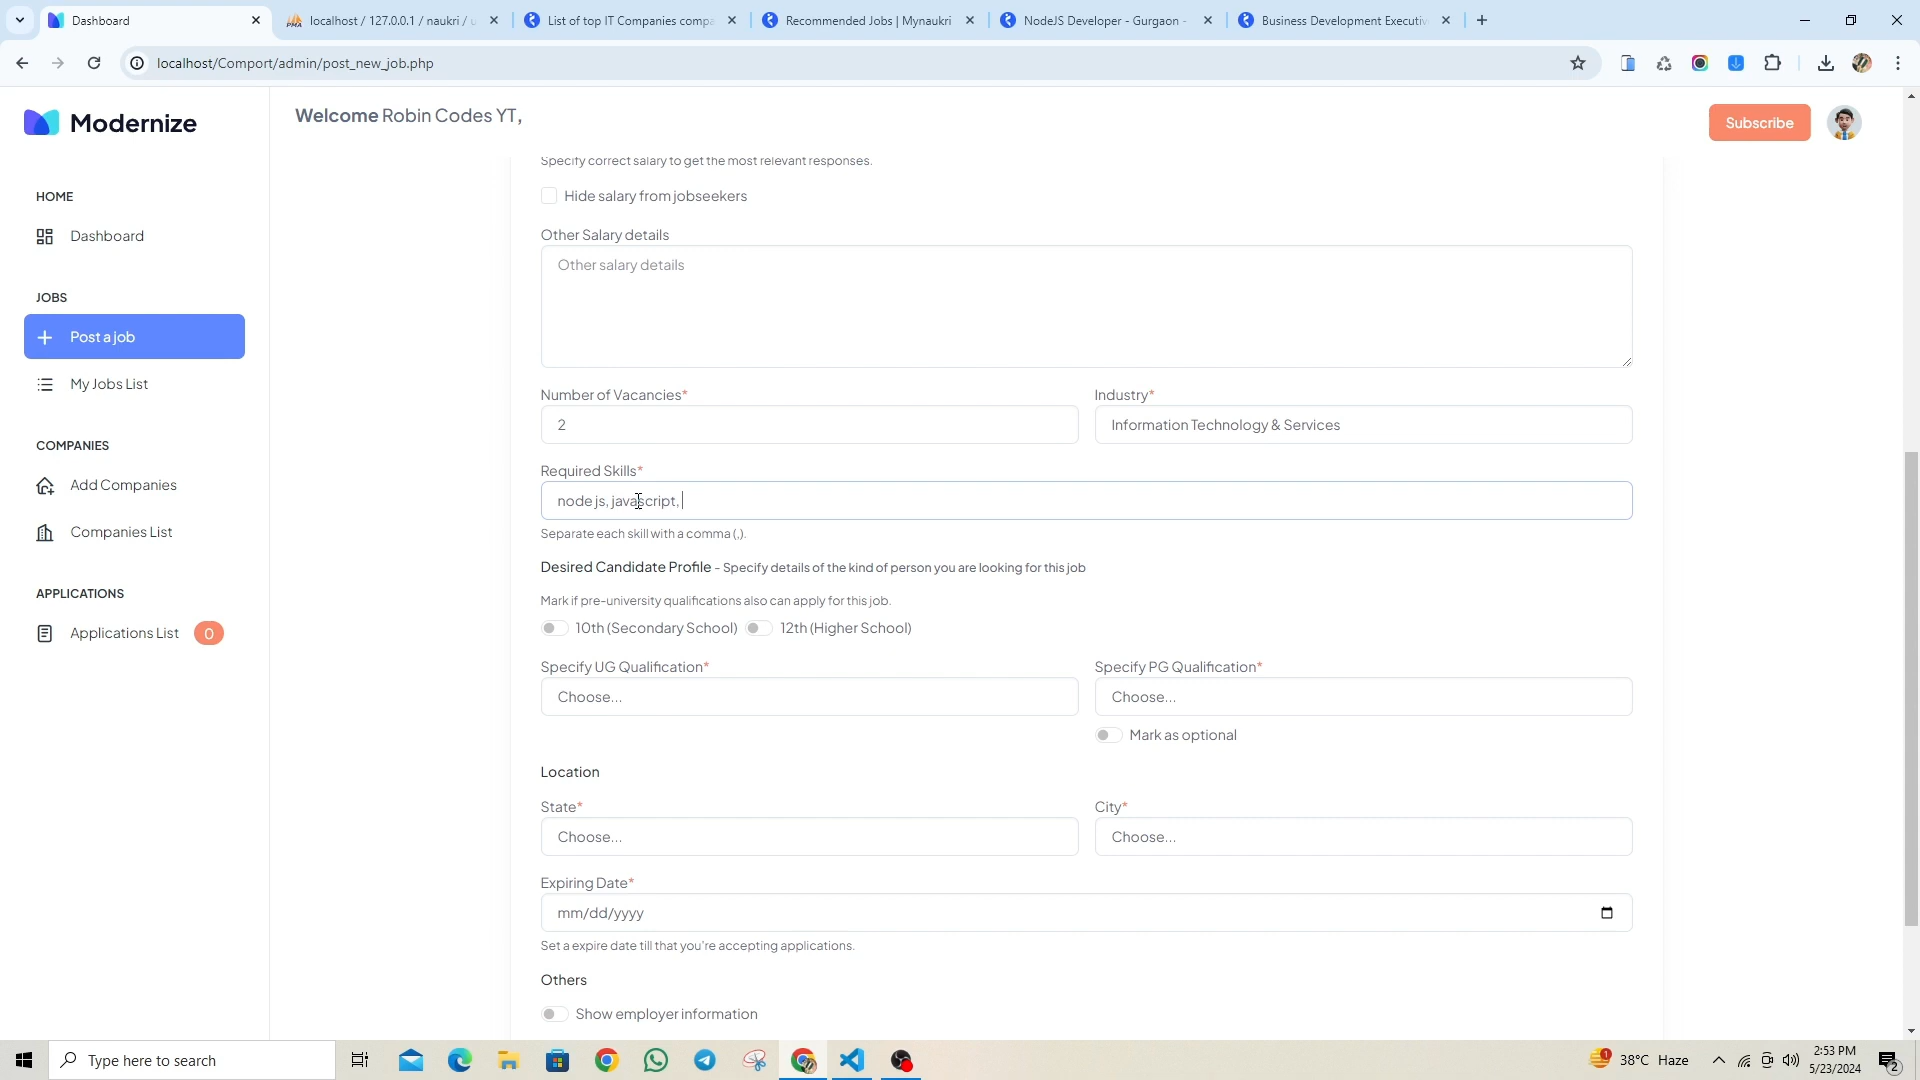 Dashboard
localhost / 127.0.0.1 / naukri / u
List of top IT Companies compa
Recommended Jobs | Mynaukri
NodeJS Developer - Gurgaon -
Business Development Executiv
localhost/Comport/admin/post_new_job.php
Modernize
Welcome Robin Codes YT,
Subscribe
HOME
Dashboard
JOBS
Post a job
My Jobs List
COMPANIES
Add Companies
Companies List
APPLICATIONS
Applications List 0
Specify correct salary to get the most relevant responses.
Hide salary from jobseekers
Other Salary details
Other salary details
Number of Vacancies* Industry*
2 Information Technology & Services
Required Skills*
node js, javascript,
Separate each skill with a comma (,).
Desired Candidate Profile - Specify details of the kind of person you are looking for this job
Mark if pre-university qualifications also can apply for this job.
10th (Secondary School) 12th (Higher School)
Specify UG Qualification* Specify PG Qualification*
Choose... Choose...
Mark as optional
Location
State* City*
Choose... Choose...
Expiring Date*
mm/dd/yyyy
Set a expire date till that you're accepting applications.
Others
Show employer information
Type here to search
1
38°C Haze
2:53 PM
5/23/2024
2